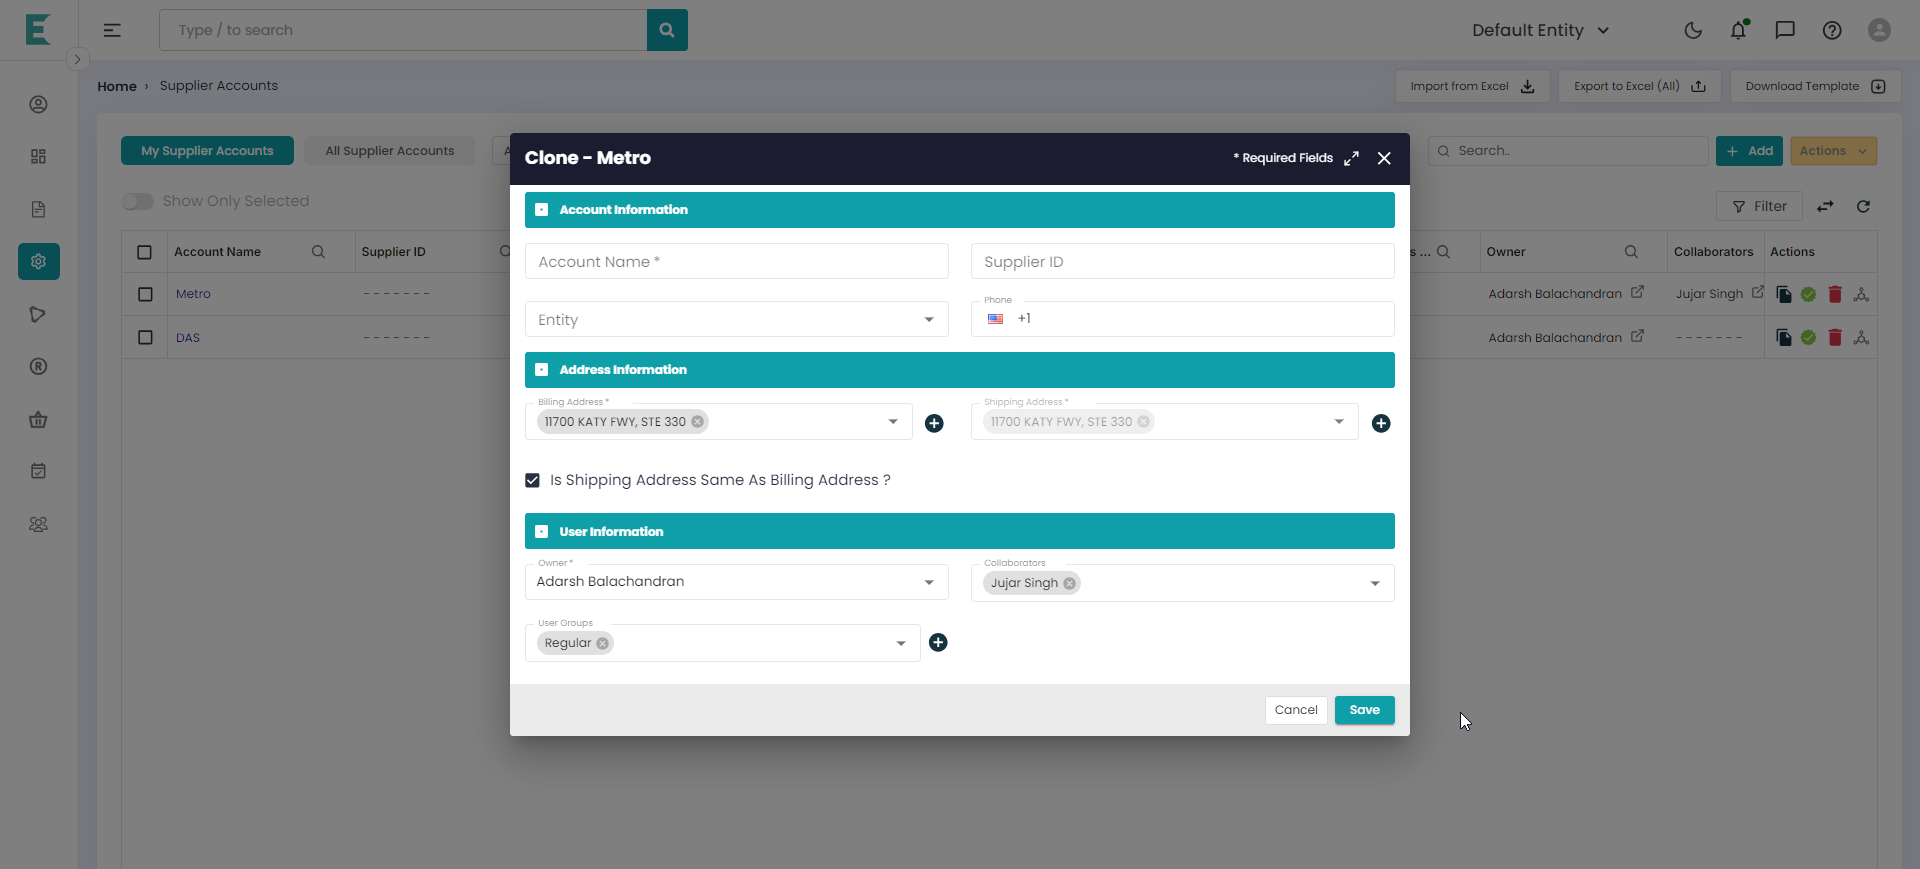 Type / to search
Default Entity
Home › Supplier Accounts
Import from Excel
Export to Excel (All)
Download Template
My Supplier Accounts
All Supplier Accounts
Search..
+ Add
Actions
Show Only Selected
Filter
Account Name
Supplier ID
Owner
Collaborators
Actions
Metro
- - - - - - -
Adarsh Balachandran
Jujar Singh
DAS
- - - - - - -
Adarsh Balachandran
- - - - - - -
Clone - Metro
* Required Fields
Account Information
Account Name *
Supplier ID
Entity
Phone
+1
Address Information
Billing Address *
11700 KATY FWY, STE 330
Shipping Address *
11700 KATY FWY, STE 330
Is Shipping Address Same As Billing Address ?
User Information
Owner *
Adarsh Balachandran
Collaborators
Jujar Singh
User Groups
Regular
Cancel
Save